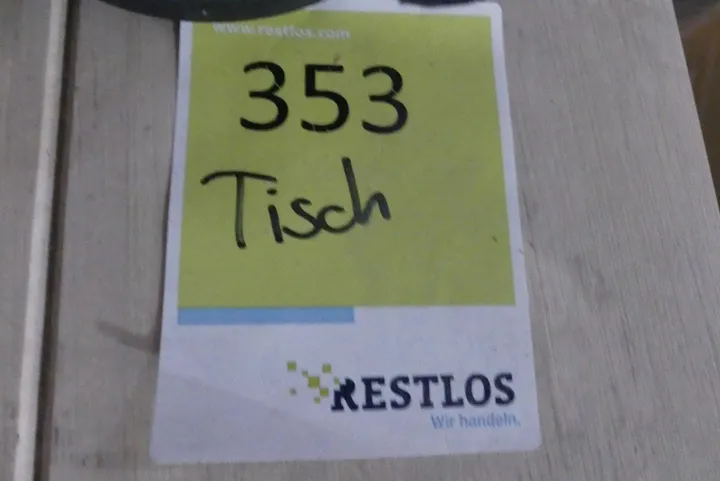 www.restlos.com
353
Tisch
RESTLOS
Wir handeln.